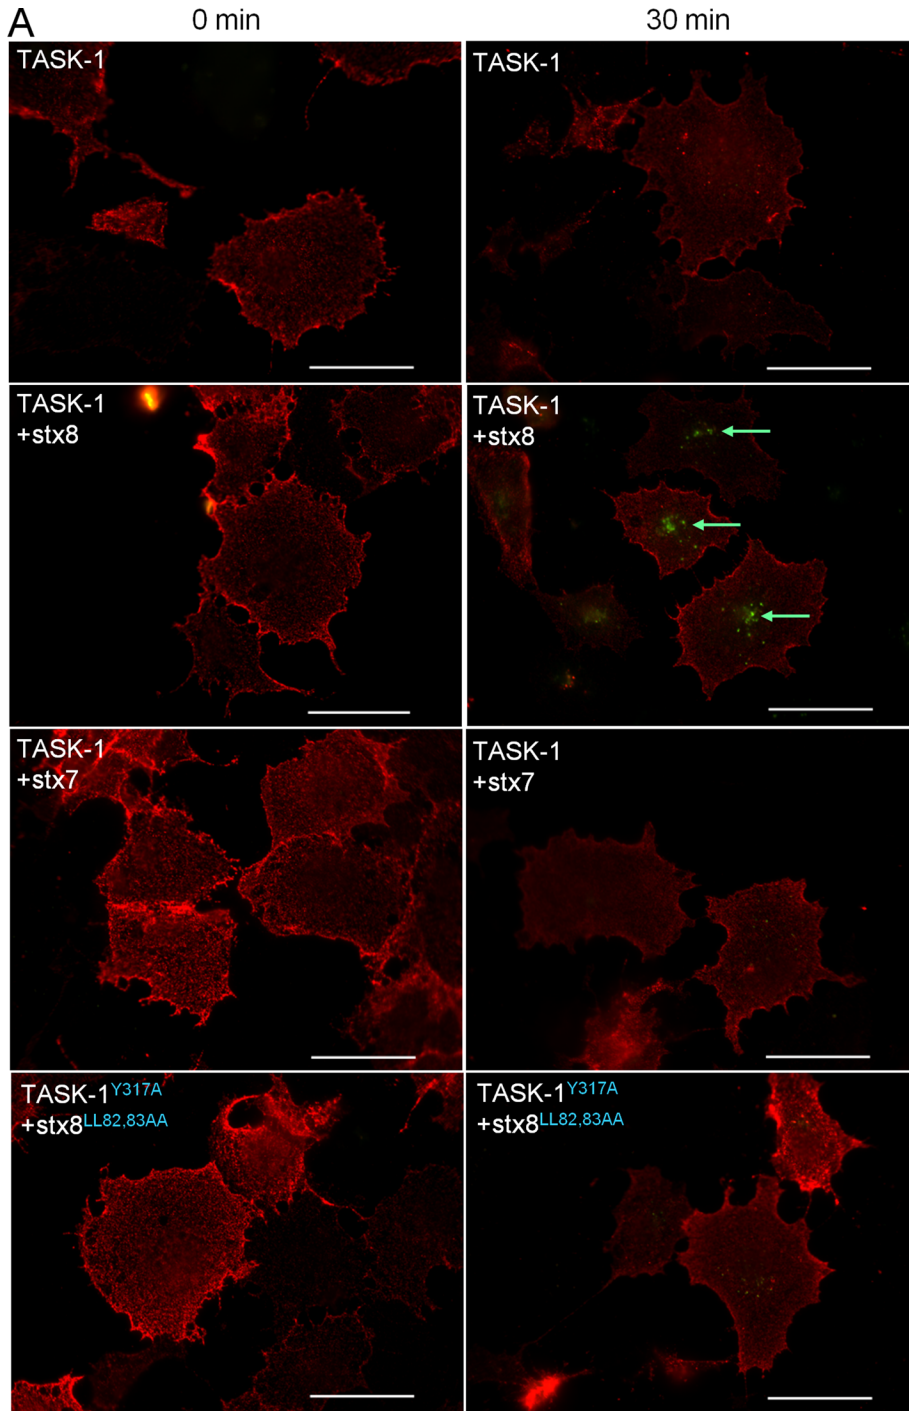 A
0 min 30 min
TASK-1
TASK-1
TASK-1
+stx8
TASK-1
+stx8
TASK-1
+stx7
TASK-1
+stx7
TASK-1Y317A
+stx8LL82,83AA
TASK-1Y317A
+stx8LL82,83AA